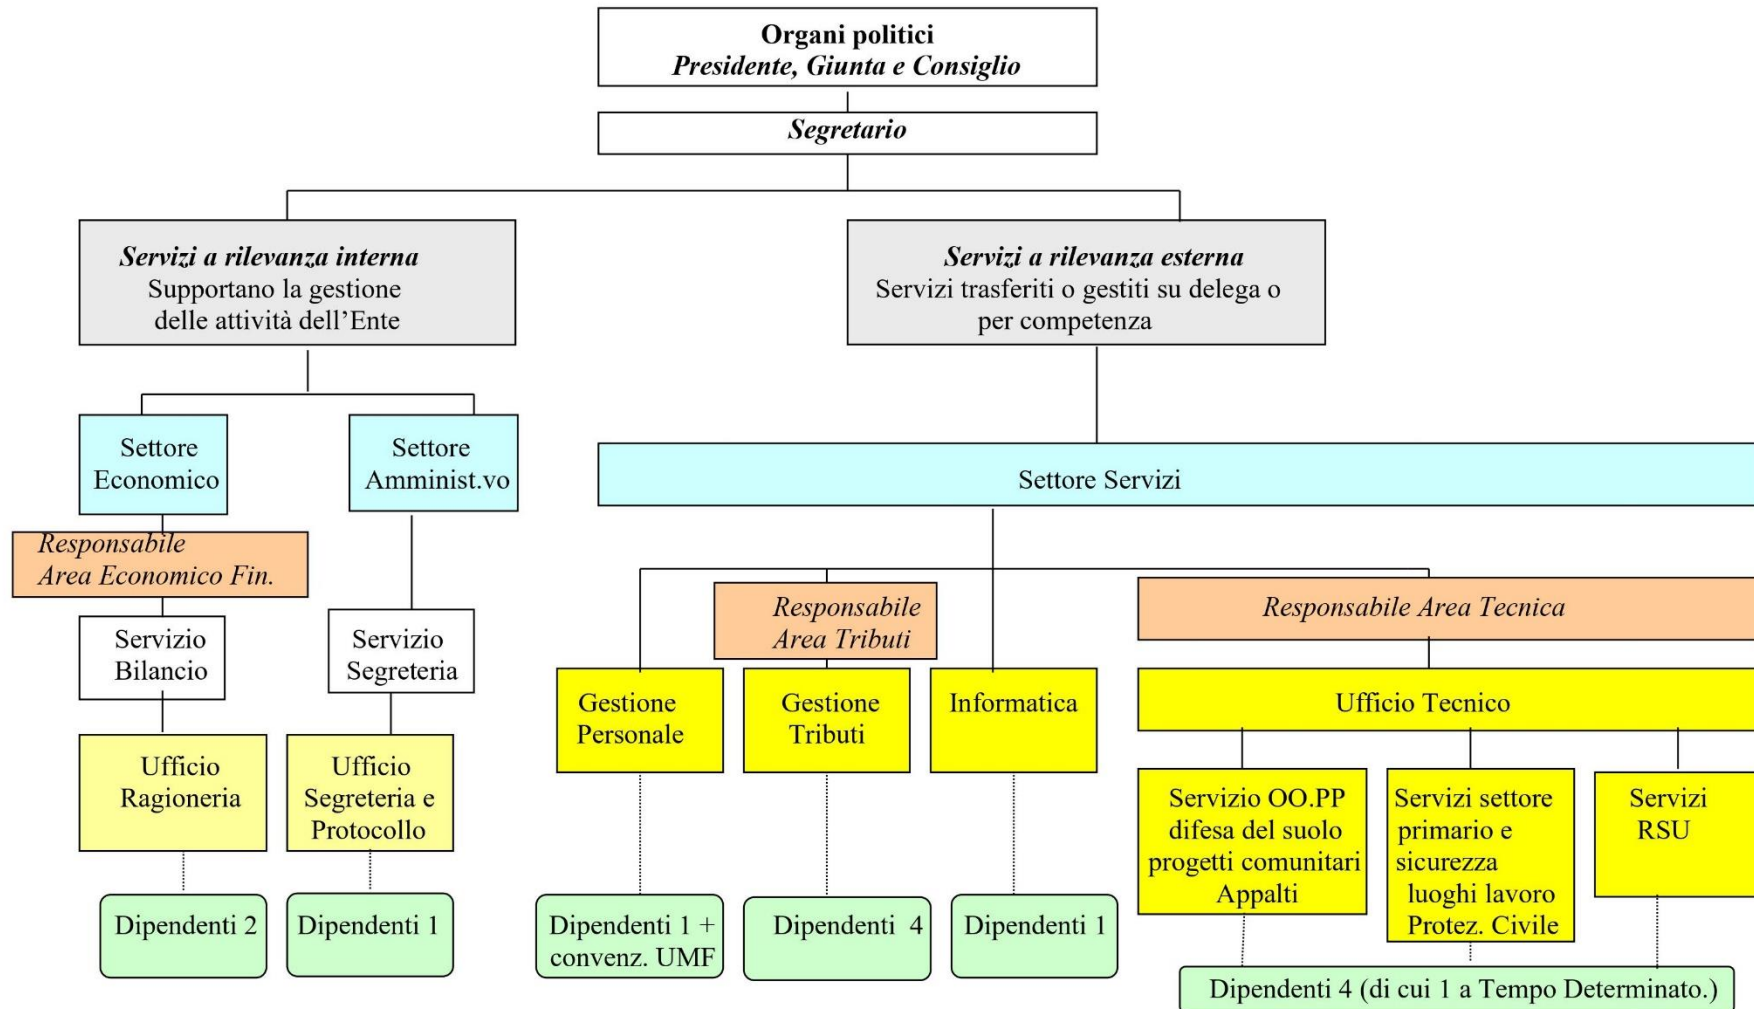 Organi politici
Presidente, Giunta e Consiglio
Segretario
Servizi a rilevanza interna
Supportano la gestione
delle attività dell’Ente
Servizi a rilevanza esterna
Servizi trasferiti o gestiti su delega o
per competenza
Settore
Economico
Settore
Amminist.vo
Settore Servizi
Responsabile
Area Economico Fin.
Responsabile
Area Tributi
Responsabile Area Tecnica
Servizio
Bilancio
Servizio
Segreteria
Gestione
Personale
Gestione
Tributi
Informatica
Ufficio Tecnico
Ufficio
Ragioneria
Ufficio
Segreteria e
Protocollo
Servizio OO.PP
difesa del suolo
progetti comunitari
Appalti
Servizi settore
primario e
sicurezza
luoghi lavoro
Protez. Civile
Servizi
RSU
Dipendenti 2
Dipendenti 1
Dipendenti 1 +
convenz. UMF
Dipendenti 4
Dipendenti 1
Dipendenti 4 (di cui 1 a Tempo Determinato.)